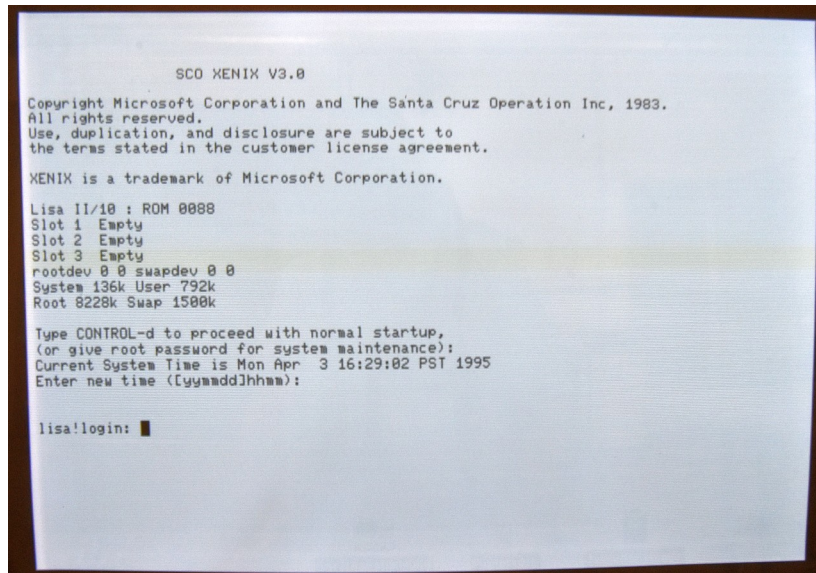 SCO XENIX V3.0
Copyright Microsoft Corporation and The Santa Cruz Operation Inc, 1983.
All rights reserved.
Use, duplication, and disclosure are subject to
the terms stated in the customer license agreement.
XENIX is a trademark of Microsoft Corporation.
Lisa II/10 : ROM 0088
Slot 1  Empty
Slot 2  Empty
Slot 3  Empty
rootdev 0 0 swapdev 0 0
System 136k User 792k
Root 8228k Swap 1500k
Type CONTROL-d to proceed with normal startup,
(or give root password for system maintenance):
Current System Time is Mon Apr  3 16:29:02 PST 1995
Enter new time ([yymmdd]hhmm):
lisa!login: